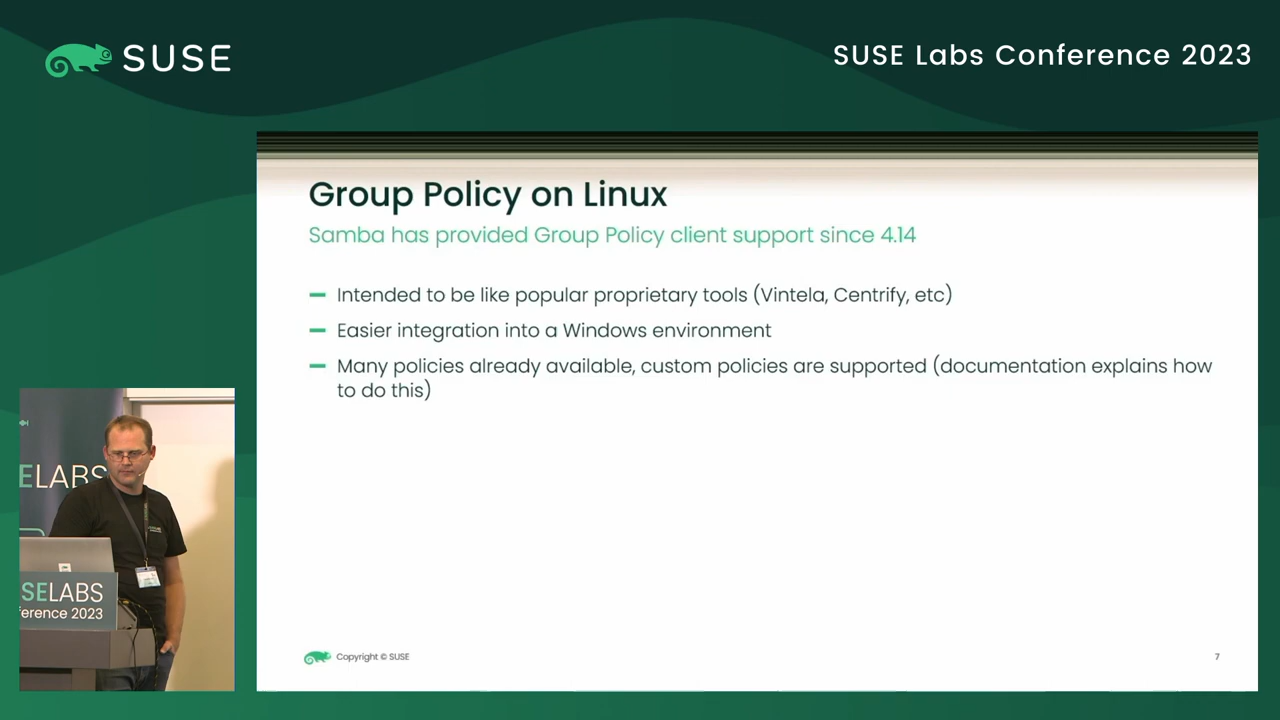 SUSE
SUSE Labs Conference 2023
Group Policy on Linux
Samba has provided Group Policy client support since 4.14
Intended to be like popular proprietary tools (Vintela, Centrify, etc)
Easier integration into a Windows environment
Many policies already available, custom policies are supported (documentation explains how
to do this)
ELABS
SELABS
ference 2023
Copyright © SUSE
7